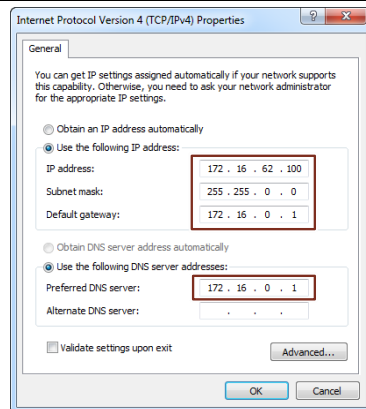 Internet Protocol Version 4 (TCP/IPv4) Properties
General
You can get IP settings assigned automatically if your network supports
this capability. Otherwise, you need to ask your network administrator
for the appropriate IP settings.
Obtain an IP address automatically
Use the following IP address:
IP address: 172 . 16 . 62 . 100
Subnet mask: 255 . 255 . 0 . 0
Default gateway: 172 . 16 . 0 . 1
Obtain DNS server address automatically
Use the following DNS server addresses:
Preferred DNS server: 172 . 16 . 0 . 1
Alternate DNS server: . . .
Validate settings upon exit
Advanced...
OK Cancel